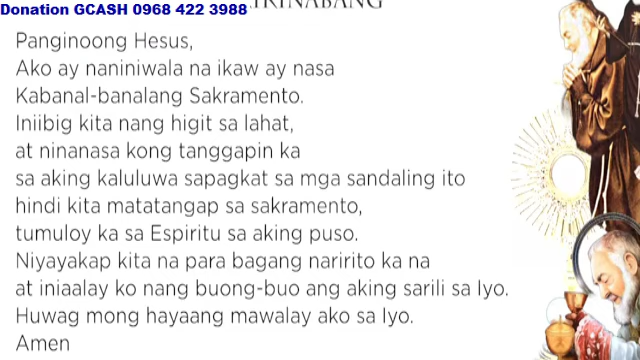 Donation GCASH 0968 422 3988
Panginoong Hesus,
Ako ay naniniwala na ikaw ay nasa
Kabanal-banalang Sakramento.
Iniibig kita nang higit sa lahat,
at ninanasa kong tanggapin ka
sa aking kaluluwa sapagkat sa mga sandaling ito
hindi kita matatangap sa sakramento,
tumuloy ka sa Espiritu sa aking puso.
Niyayakap kita na para bagang naririto ka na
at iniaalay ko nang buong-buo ang aking sarili sa Iyo.
Huwag mong hayaang mawalay ako sa Iyo.
Amen